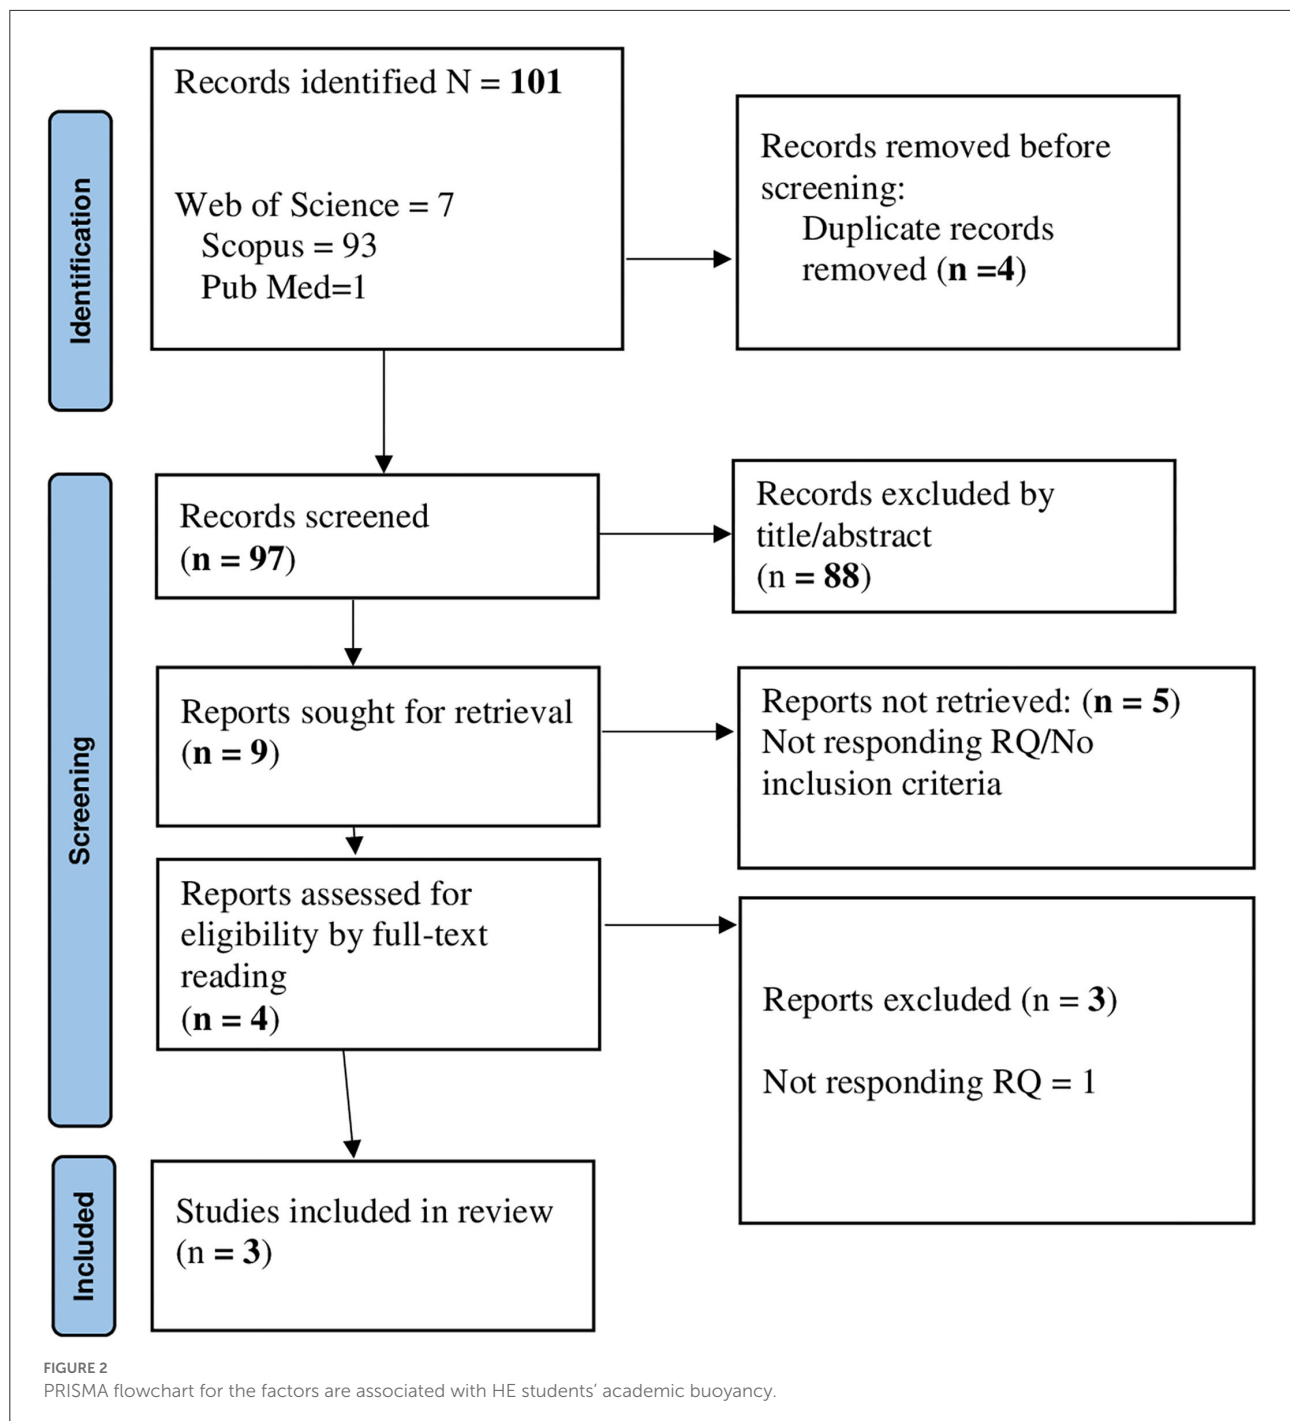 Identification
Records identified N = 101
Web of Science = 7
Scopus = 93
Pub Med=1
Records removed before
screening:
Duplicate records
removed (n =4)
Screening
Records screened
(n = 97)
Records excluded by
title/abstract
(n = 88)
Reports sought for retrieval
(n = 9)
Reports not retrieved: (n = 5)
Not responding RQ/No
inclusion criteria
Reports assessed for
eligibility by full-text
reading
(n = 4)
Reports excluded (n = 3)
Not responding RQ = 1
Included
Studies included in review
(n = 3)
FIGURE 2
PRISMA flowchart for the factors are associated with HE students’ academic buoyancy.